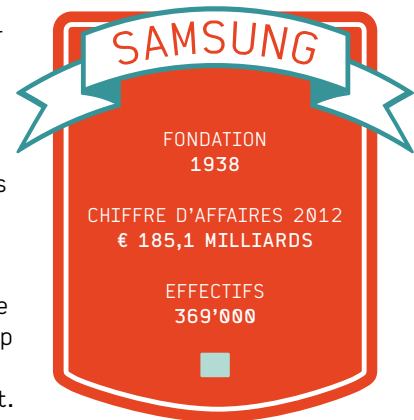 SAMSUNG
FONDATION
1938
CHIFFRE D'AFFAIRES 2012
€ 185,1 MILLIARDS
EFFECTIFS
369'000
s
e
p
t.